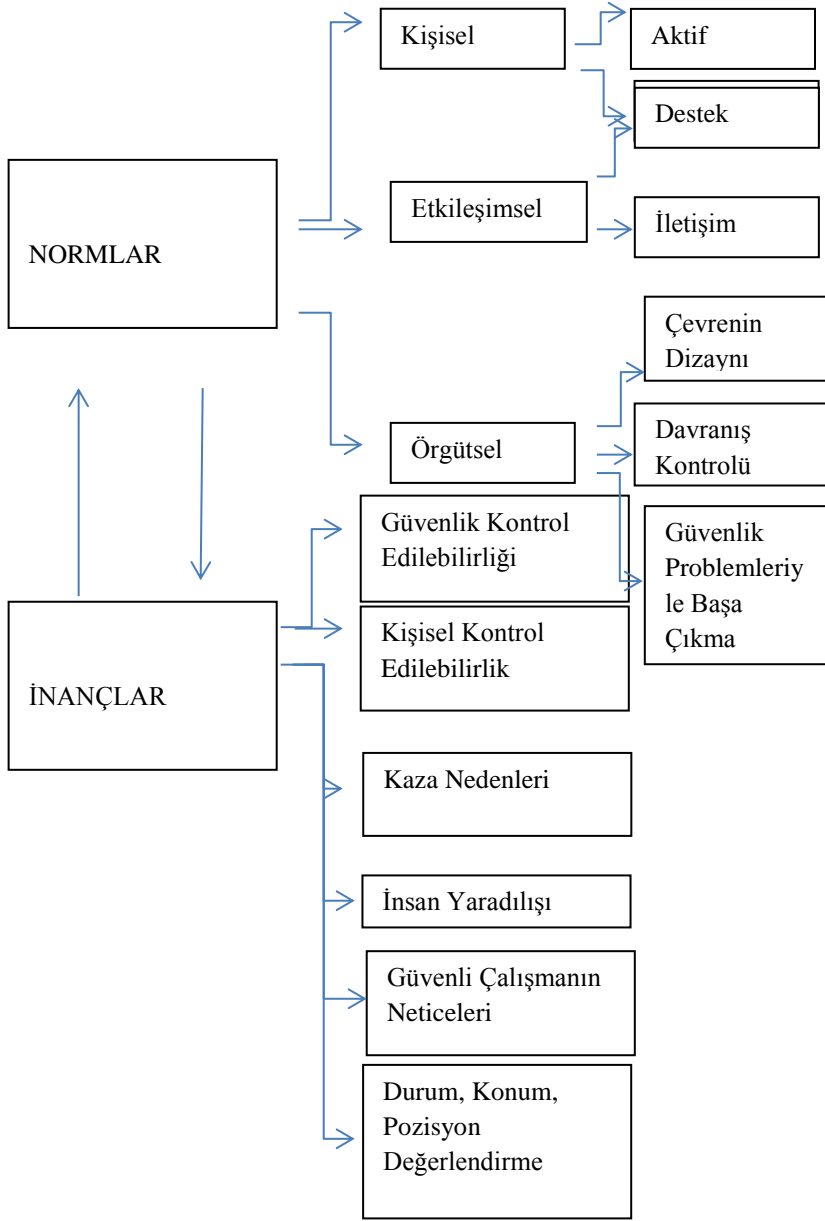 Kişisel
Aktif
Destek
Etkileşimsel
İletişim
NORMLAR
Çevrenin
Dizaynı
Örgütsel
Davranış
Kontrolü
Güvenlik Kontrol
Edilebilirliği
Güvenlik
Problemleriy
le Başa
Çıkma
Kişisel Kontrol
Edilebilirlik
İNANÇLAR
Kaza Nedenleri
İnsan Yaradılışı
Güvenli Çalışmanın
Neticeleri
Durum, Konum,
Pozisyon
Değerlendirme